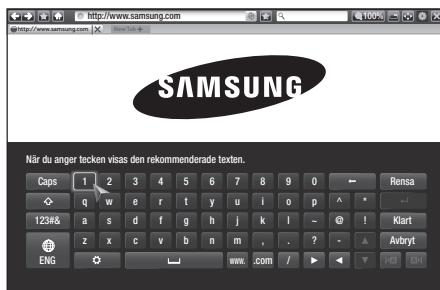 http://www.samsung.com 100%
http://www.samsung.com New Tab +
SAMSUNG
När du anger tecken visas den rekommenderade texten.
Caps 1 2 3 4 5 6 7 8 9 0 ← Rensa
q w e r t y u i o p ^ *
123#& a s d f g h j k l ~ @ ! Klart
ENG z x c v b n m , . ? - Avbryt
www. .com /